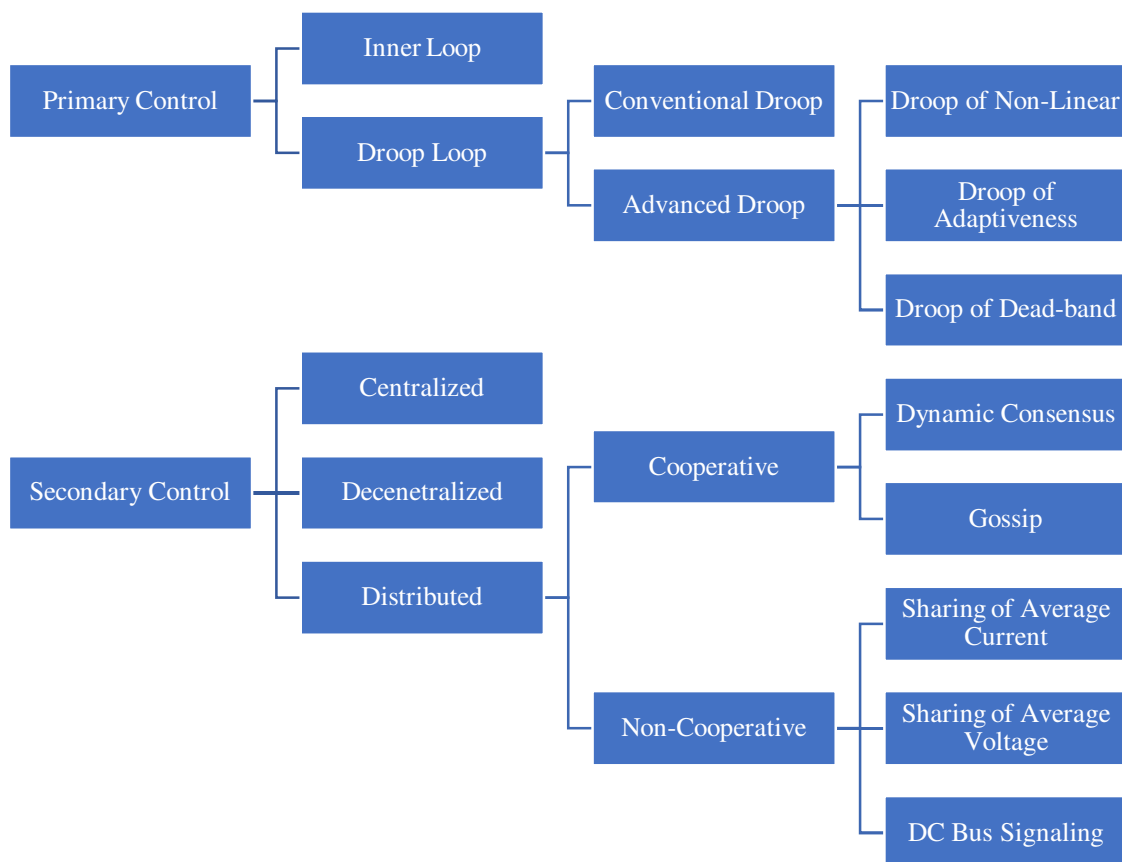 Primary Control
Inner Loop
Droop Loop
Conventional Droop
Advanced Droop
Droop of Non-Linear
Droop of
Adaptiveness
Droop of Dead-band
Secondary Control
Centralized
Decenetralized
Distributed
Cooperative
Non-Cooperative
Dynamic Consensus
Gossip
Sharing of Average
Current
Sharing of Average
Voltage
DC Bus Signaling